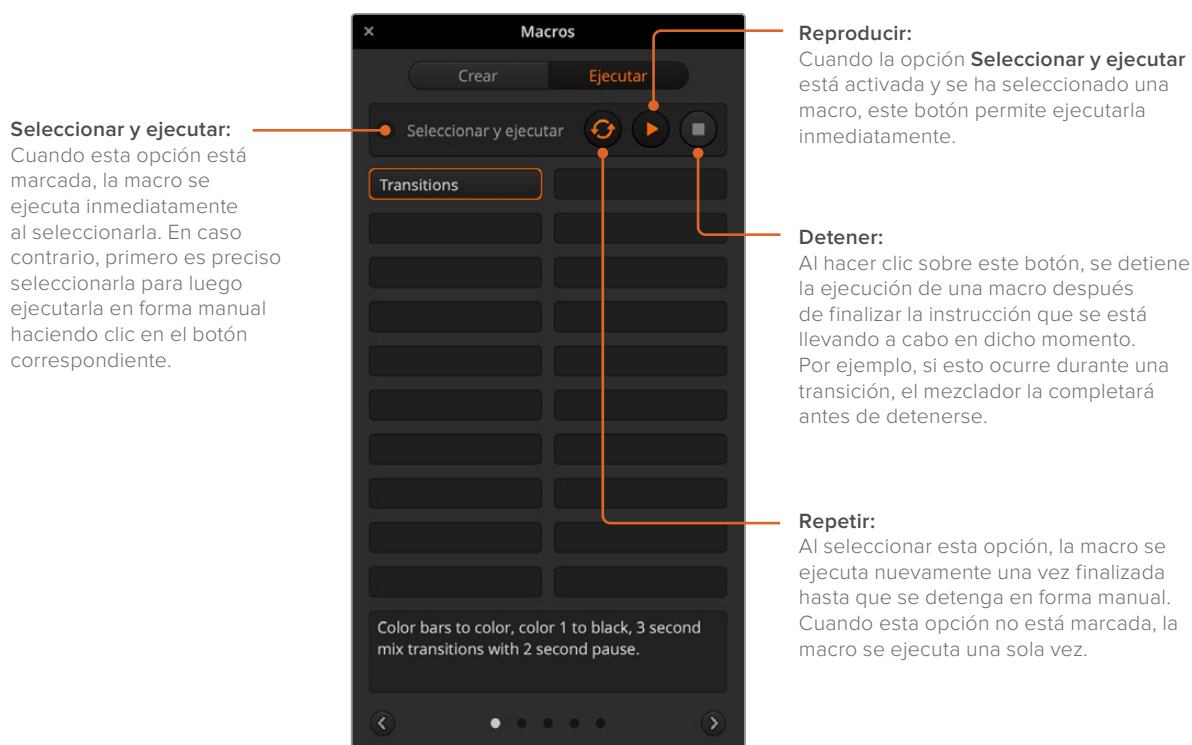 Seleccionar y ejecutar:
Cuando esta opción está
marcada, la macro se
ejecuta inmediatamente
al seleccionarla. En caso
contrario, primero es preciso
seleccionarla para luego
ejecutarla en forma manual
haciendo clic en el botón
correspondiente.
Macros
Crear
Ejecutar
Seleccionar y ejecutar
Transitions
Color bars to color, color 1 to black, 3 second
mix transitions with 2 second pause.
Reproducir:
Cuando la opción Seleccionar y ejecutar
está activada y se ha seleccionado una
macro, este botón permite ejecutarla
inmediatamente.
Detener:
Al hacer clic sobre este botón, se detiene
la ejecución de una macro después
de finalizar la instrucción que se está
llevando a cabo en dicho momento.
Por ejemplo, si esto ocurre durante una
transición, el mezclador la completará
antes de detenerse.
Repetir:
Al seleccionar esta opción, la macro se
ejecuta nuevamente una vez finalizada
hasta que se detenga en forma manual.
Cuando esta opción no está marcada, la
macro se ejecuta una sola vez.